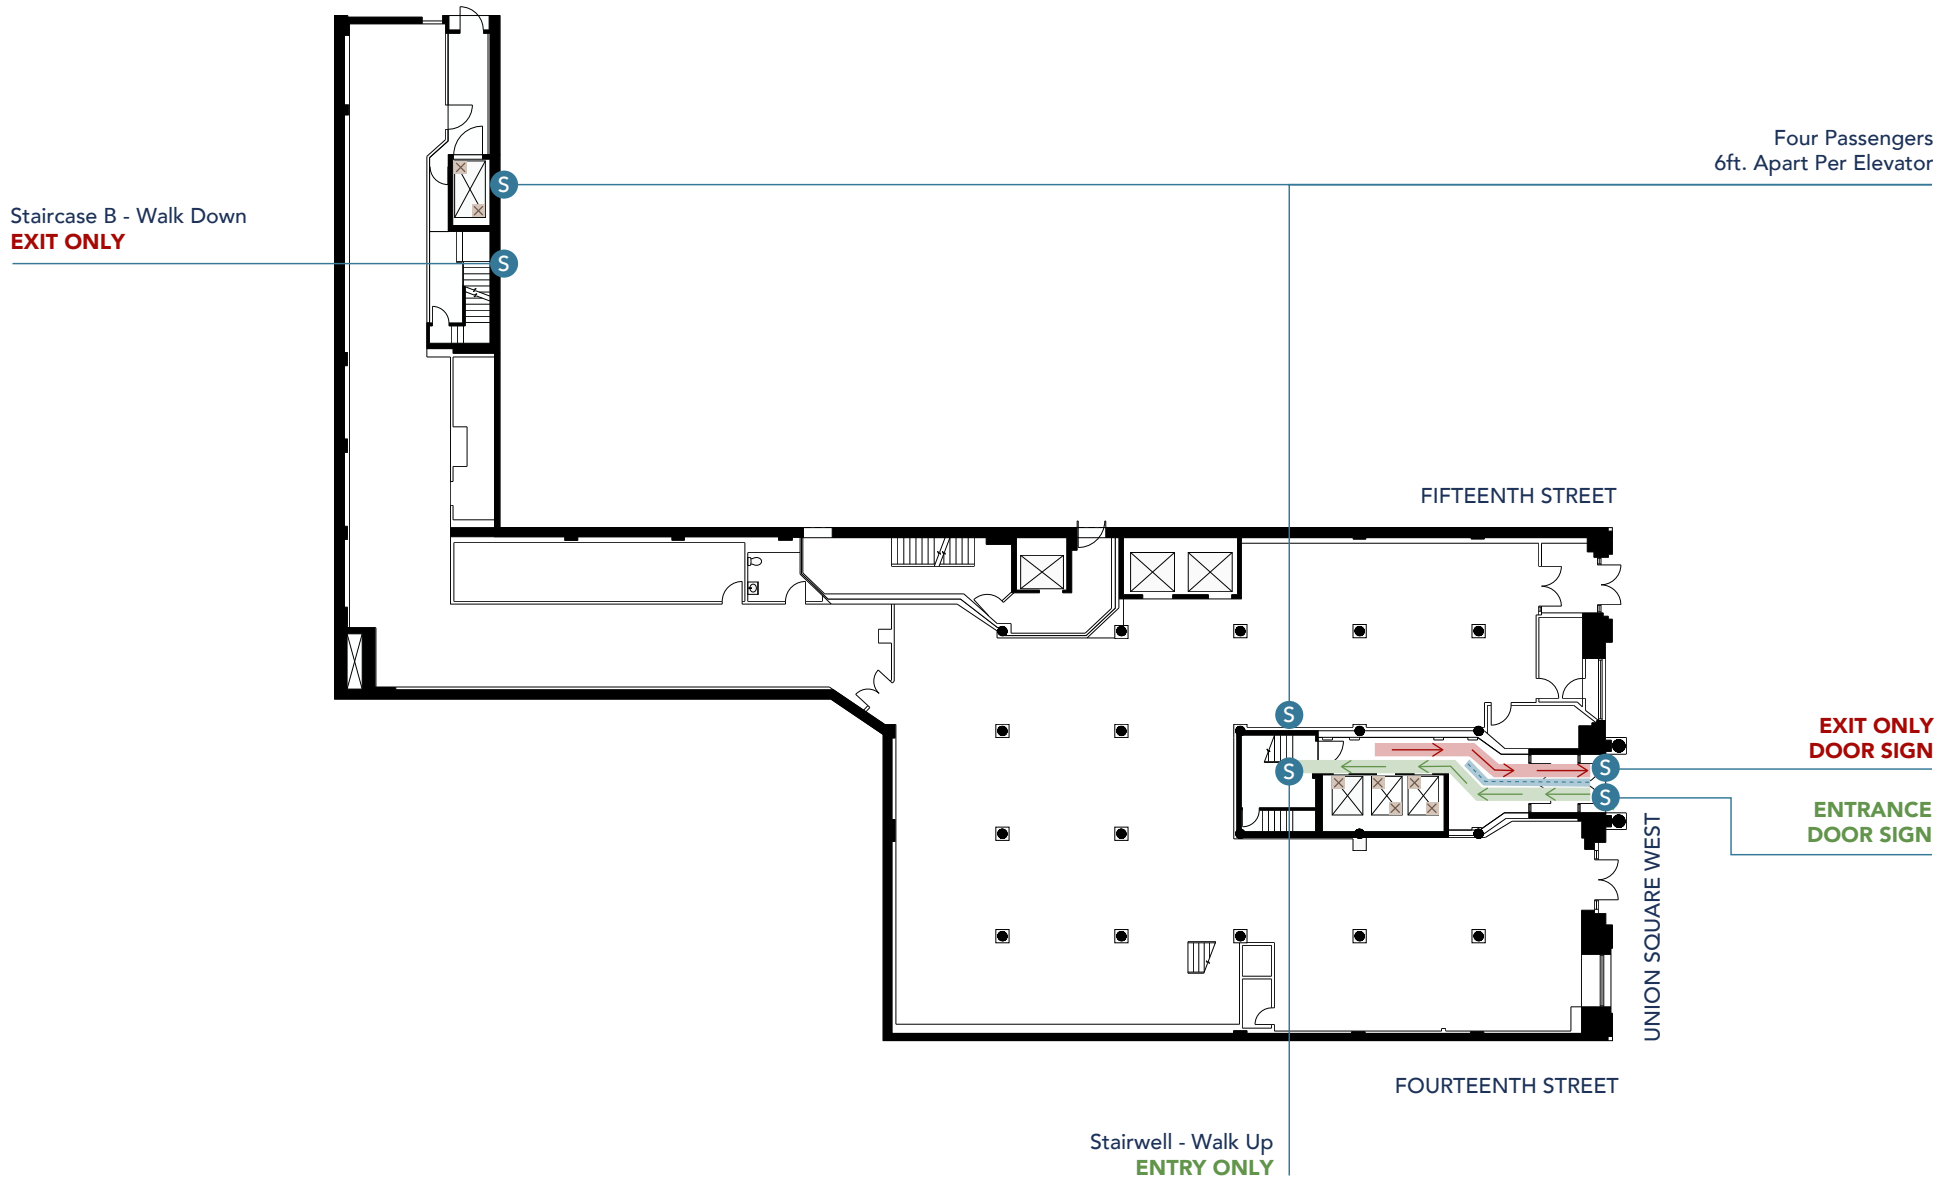 Four Passengers
6ft. Apart Per Elevator
S
Staircase B - Walk Down
EXIT ONLY
S
FIFTEENTH STREET
S
EXIT ONLY
DOOR SIGN
S
S
ENTRANCE
DOOR SIGN
S
UNION SQUARE WEST
FOURTEENTH STREET
Stairwell - Walk Up
ENTRY ONLY